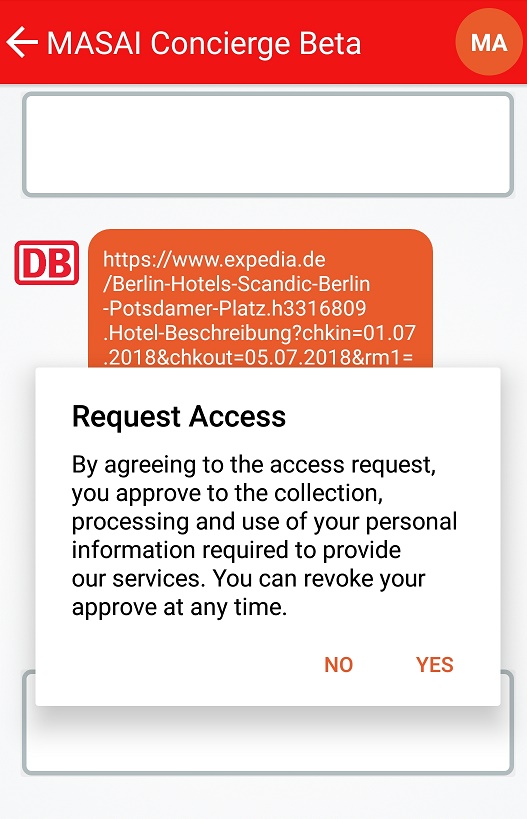 MASAI Concierge Beta
MA
DB
https://www.expedia.de
/Berlin-Hotels-Scandic-Berlin
-Potsdamer-Platz.h3316809
.Hotel-Beschreibung?chkin=01.07
.2018&chkout=05.07.2018&rm1=
Request Access
By agreeing to the access request,
you approve to the collection,
processing and use of your personal
information required to provide
our services. You can revoke your
approve at any time.
NO
YES